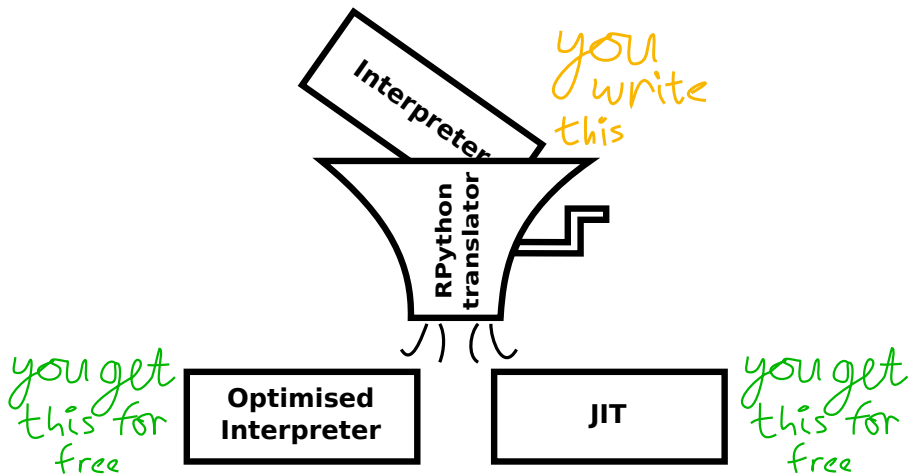 Interpreter
you
write
this
RPython
translator
you get
this for
free
Optimised
Interpreter
JIT
you get
this for
free